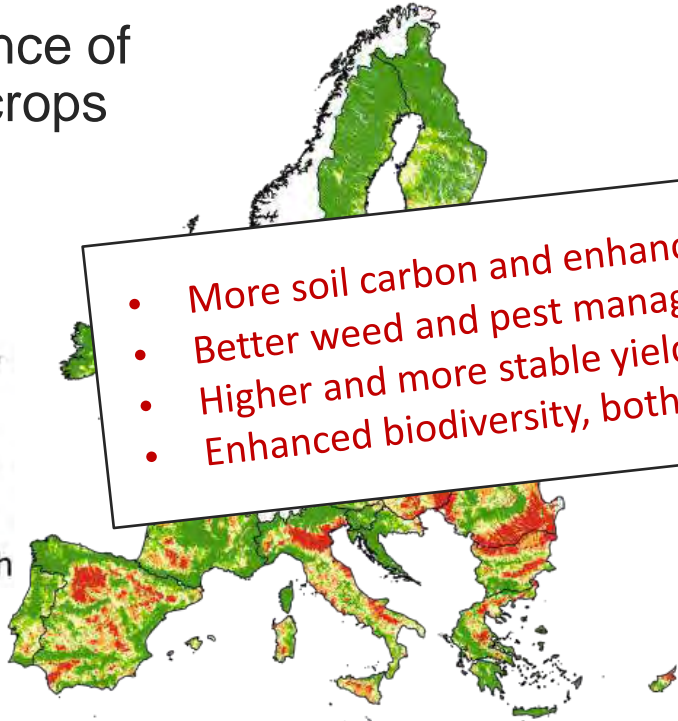 nce of
crops
• More soil carbon and enhanc
• Better weed and pest manag
• Higher and more stable yield
• Enhanced biodiversity, both
n